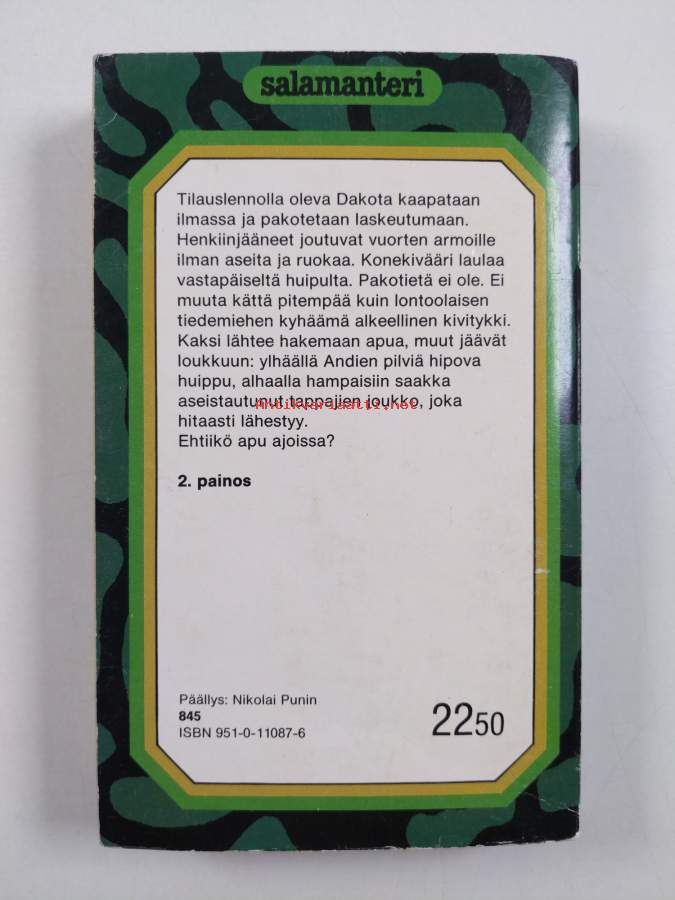 salamanteri
Tilauslennolla oleva Dakota kaapataan
ilmassa ja pakotetaan laskeutumaan.
Henkiinjääneet joutuvat vuorten armoille
ilman aseita ja ruokaa. Konekivääri laulaa
vastapäiseltä huipulta. Pakotietä ei ole. Ei
muuta kättä pitempää kuin lontoolaisen
tiedemiehen kyhäämä alkeellinen kivitykki.
Kaksi lähtee hakemaan apua, muut jäävät
loukkuun: ylhäällä Andien pilviä hipova
huippu, alhaalla hampaisiin saakka
aseistautunut tappajien joukko, joka
Antikvariaatti.net
hitaasti lähestyy.
Ehtiikö apu ajoissa?
2. painos
Päällys: Nikolai Punin
845
ISBN 951-0-11087-6
2250